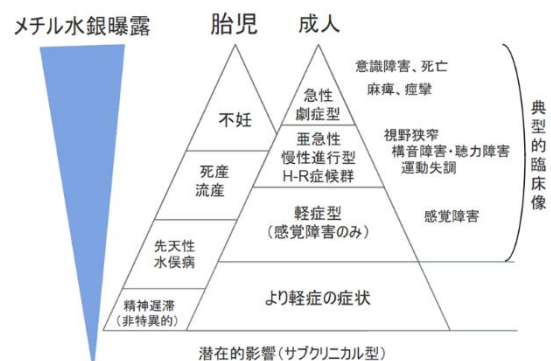 メチル水銀曝露
胎児
成人
意識障害、死亡
麻痺、痙攣
急性
劇症型
不妊
亜急性
慢性進行型
H-R症候群
視野狭窄
構音障害・聴力障害
運動失調
典型的臨床像
死産
流産
軽症型
(感覚障害のみ)
感覚障害
先天性
水俣病
精神遅滞
(非特異的)
より軽症の症状
潜在的影響(サブクリニカル型)